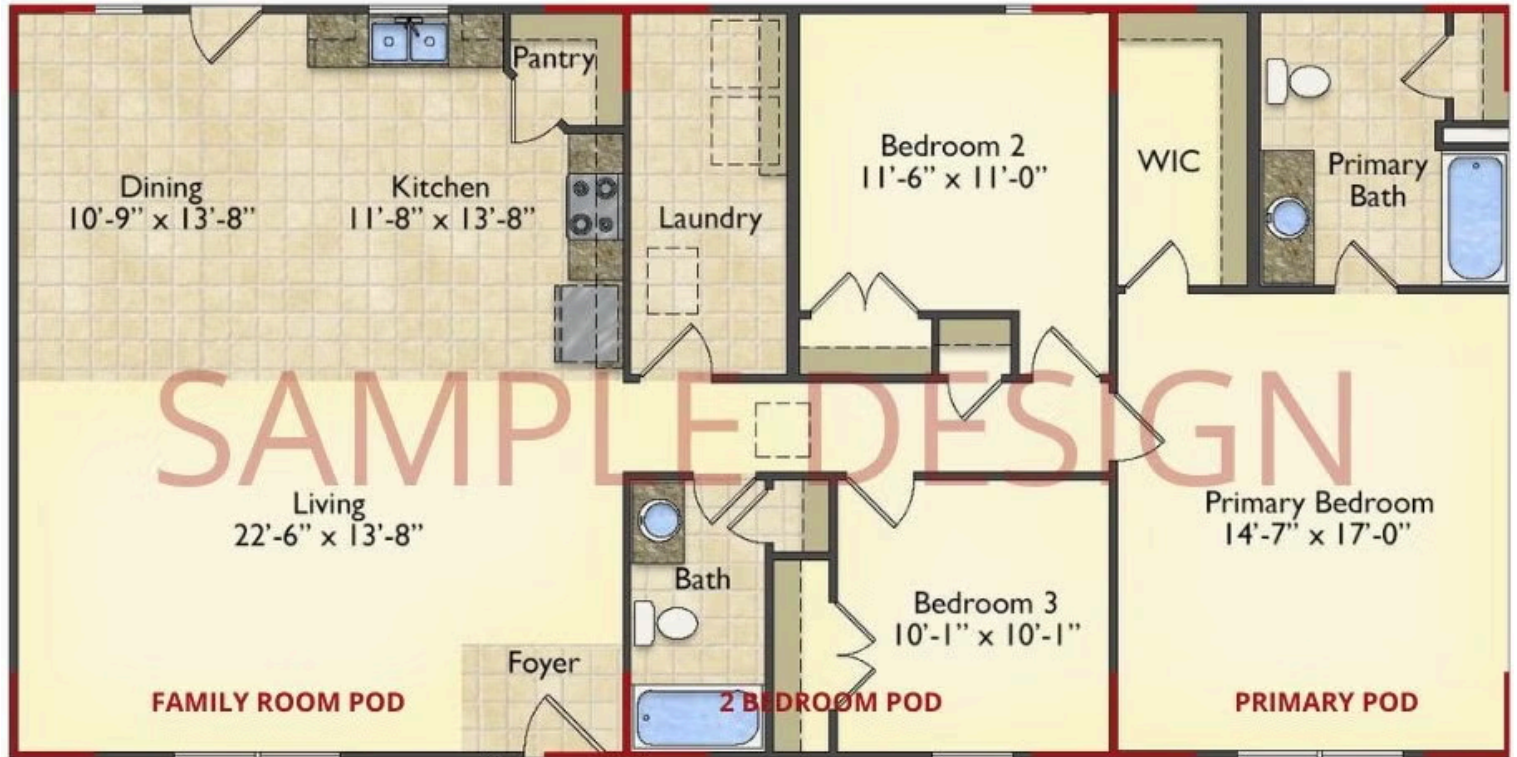 Pantry
Dining
10’-9” x 13’-8”
Kitchen
11’-8” x 13’-8”
Laundry
Bedroom 2
11’-6” x 11’-0”
WIC
Primary
Bath
SAMPLE DESIGN
Living
22’-6” x 13’-8”
Bath
Bedroom 3
10’-1” x 10’-1”
Primary Bedroom
14’-7” x 17’-0”
Foyer
FAMILY ROOM POD
2 BEDROOM POD
PRIMARY POD